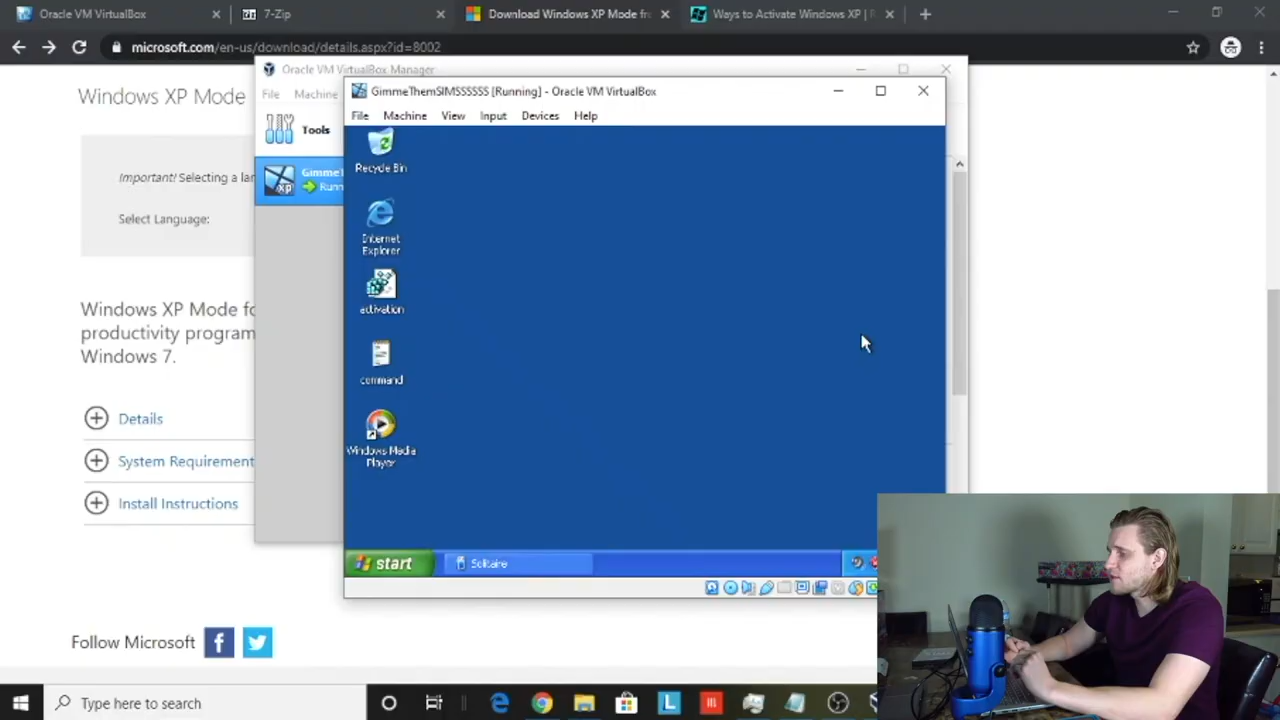 Oracle VM VirtualBox
7-Zip
Download Windows XP Mode fro
Ways to Activate Windows XP | R
microsoft.com/en-us/download/details.aspx?id=8002
Oracle VM VirtualBox Manager
File Machine
Tools
GimmeT
Runn
Windows XP Mode
Important! Selecting a lan
Select Language:
Windows XP Mode fo
productivity program
Windows 7.
Details
System Requirement
Install Instructions
Follow Microsoft
GimmeThemSIMSSSSSS [Running] - Oracle VM VirtualBox
File Machine View Input Devices Help
Recycle Bin
Internet
Explorer
activation
command
Windows Media
Player
start
Solitaire
Type here to search